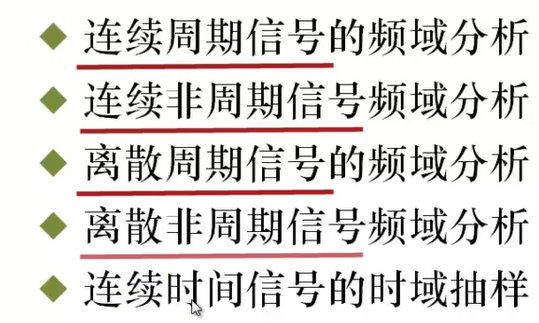 连续周期信号的频域分析
连续非周期信号频域分析
离散周期信号的频域分析
离散非周期信号频域分析
连续时间信号的时域抽样